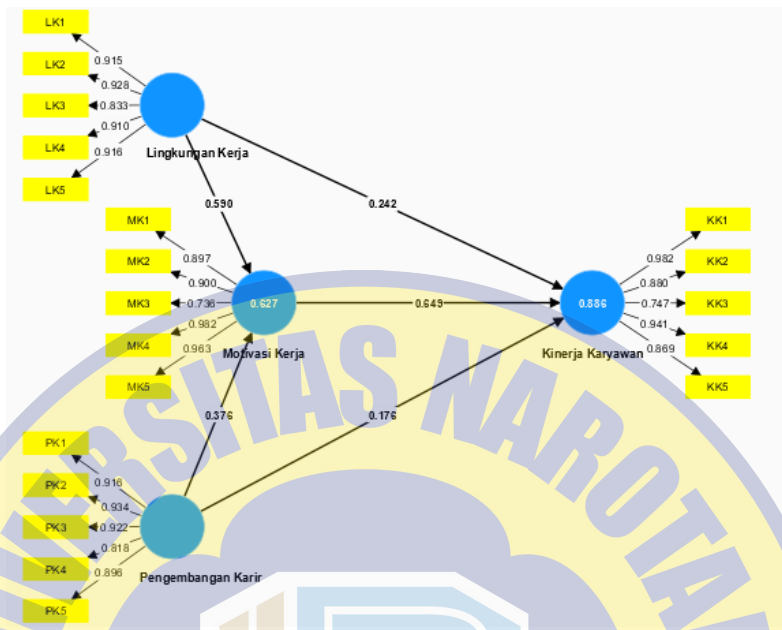 LK1
0.915
LK2
0.928
LK3
0.833
LK4
0.910
LK5
0.916
Lingkungan Kerja
0.590
0.242
MK1
0.897
MK2
0.900
MK3
0.736
MK4
0.982
MK5
0.963
0.627
Motivasi Kerja
0.649
KK1
0.982
KK2
0.880
KK3
0.747
KK4
0.941
KK5
0.869
0.886
Kinerja Karyawan
0.376
0.176
PK1
0.916
PK2
0.934
PK3
0.922
PK4
0.818
PK5
0.896
Pengembangan Karir